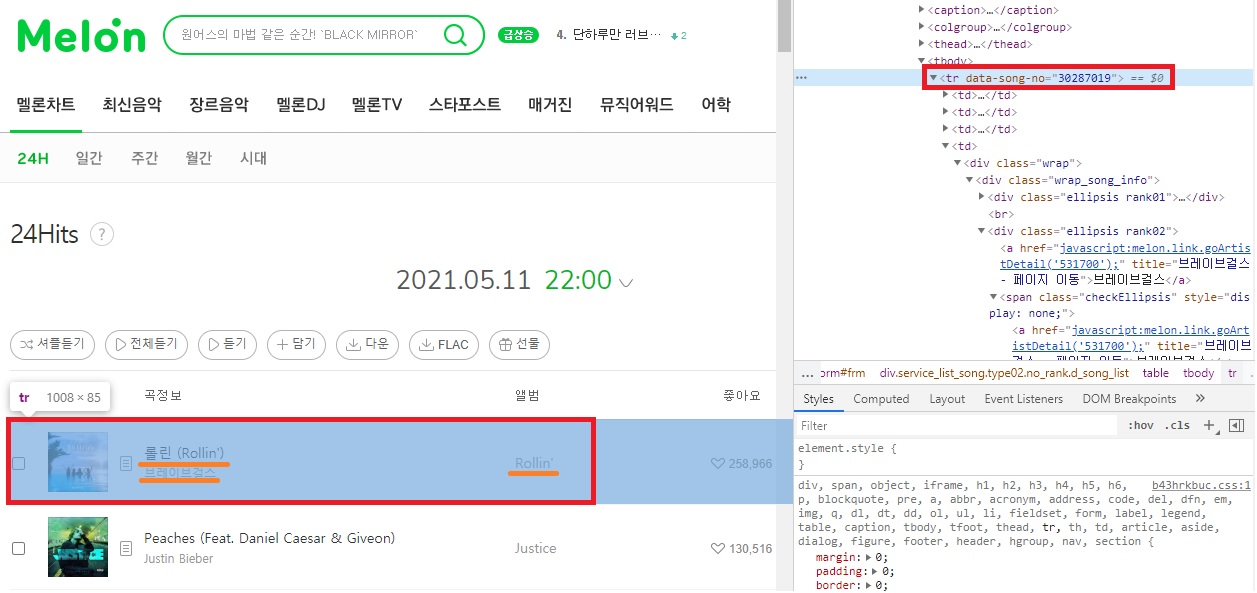 Melon
원어스의 마법 같은 순간! `BLACK MIRROR`
급상승
4. 단하루만 러브…
2
멜론차트 최신음악 장르음악 멜론DJ 멜론TV 스타포스트 매거진 뮤직어워드 어학
24H 일간 주간 월간 시대
24Hits ?
2021.05.11 22:00
셔플듣기 전체듣기 듣기 담기 다운 FLAC 선물
tr 1008 × 85
곡정보 앨범 좋아요
롤린 (Rollin')
브레이브걸스
Rollin'
258,966
Peaches (Feat. Daniel Caesar & Giveon)
Justin Bieber
Justice
130,516
<caption>…</caption>
<colgroup>…</colgroup>
<thead>…</thead>
<tbody>
… <tr data-song-no="30287019"> == $0
<td>…</td>
<td>…</td>
<td>…</td>
<td>
<div class="wrap">
<div class="wrap_song_info">
<div class="ellipsis rank01">…</div>
<br>
<div class="ellipsis rank02">
<a href="javascript:melon.link.goArtis
tDetail('531700');" title="브레이브걸스
- 페이지 이동">브레이브걸스</a>
<span class="checkEllipsis" style="dis
play: none;">
<a href="javascript:melon.link.goArt
istDetail('531700');" title="브레이브
걸스 - 페이지 이동">브레이브걸스</a>
… orm#frm div.service_list_song.type02.no_rank.d_song_list table tbody tr .
Styles Computed Layout Event Listeners DOM Breakpoints »
Filter :hov .cls +
element.style {
}
div, span, object, iframe, h1, h2, h3, h4, h5, h6, b43hrkbuc.css:1
p, blockquote, pre, a, abbr, acronym, address, code, del, dfn, em,
img, q, dl, dt, dd, ol, ul, li, fieldset, form, label, legend,
table, caption, tbody, tfoot, thead, tr, th, td, article, aside,
dialog, figure, footer, header, hgroup, nav, section {
margin: 0;
padding: 0;
border: 0;